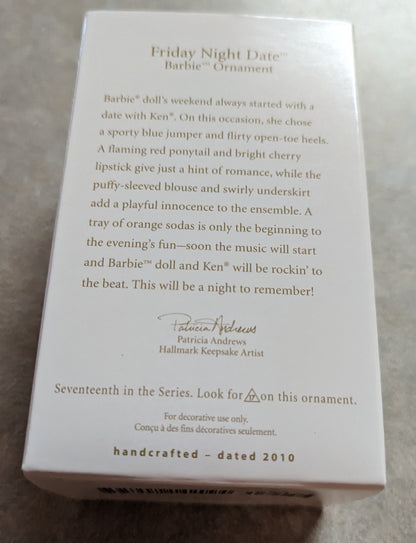 Friday Night Date™
Barbie™ Ornament
Barbie® doll's weekend always started with a
date with Ken®. On this occasion, she chose
a sporty blue jumper and flirty open-toe heels.
A flaming red ponytail and bright cherry
lipstick give just a hint of romance, while the
puffy-sleeved blouse and swirly underskirt
add a playful innocence to the ensemble. A
tray of orange sodas is only the beginning to
the evening's fun—soon the music will start
and Barbie™ doll and Ken® will be rockin' to
the beat. This will be a night to remember!
Patricia Andrews
Patricia Andrews
Hallmark Keepsake Artist
Seventeenth in the Series. Look for on this ornament.
For decorative use only.
Conçu à des fins décoratives seulement.
handcrafted – dated 2010